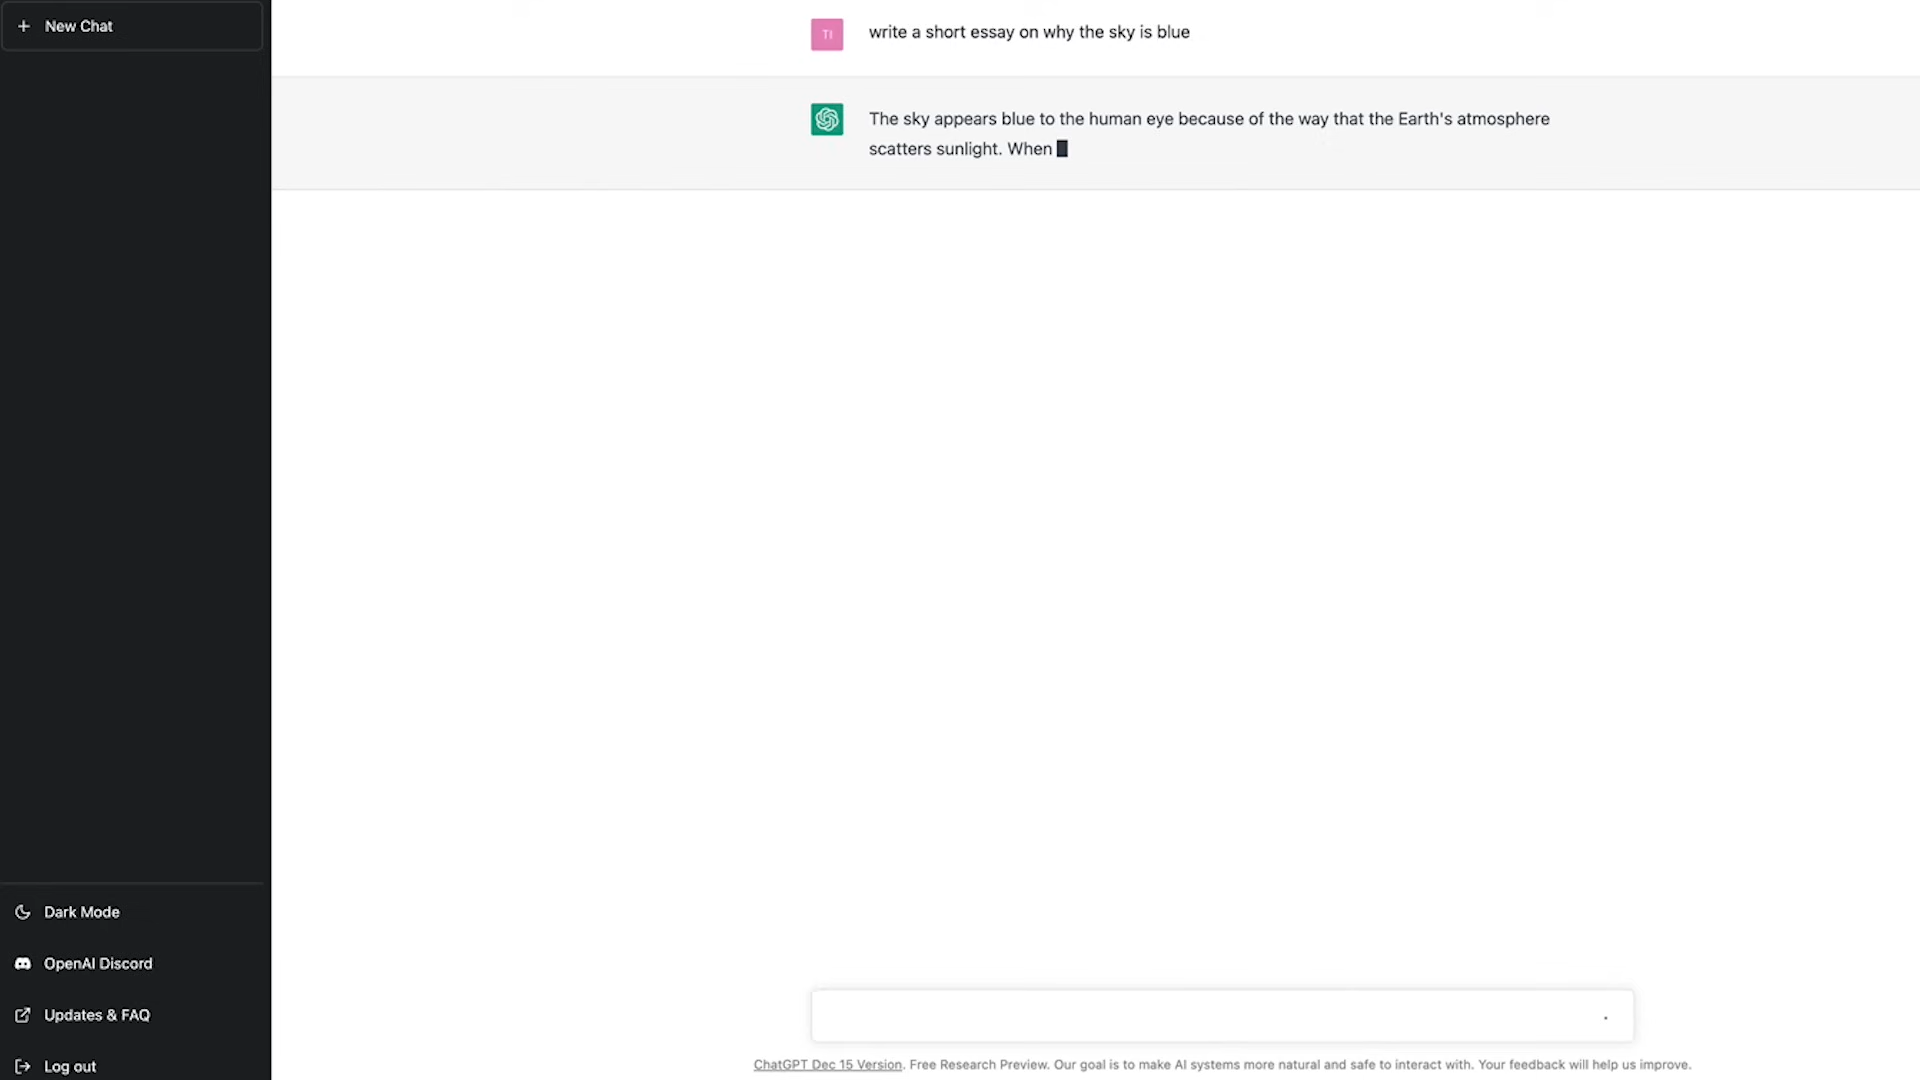 New Chat
TI
write a short essay on why the sky is blue
The sky appears blue to the human eye because of the way that the Earth's atmosphere
scatters sunlight. When
Dark Mode
OpenAI Discord
Updates & FAQ
Log out
ChatGPT Dec 15 Version. Free Research Preview. Our goal is to make AI systems more natural and safe to interact with. Your feedback will help us improve.